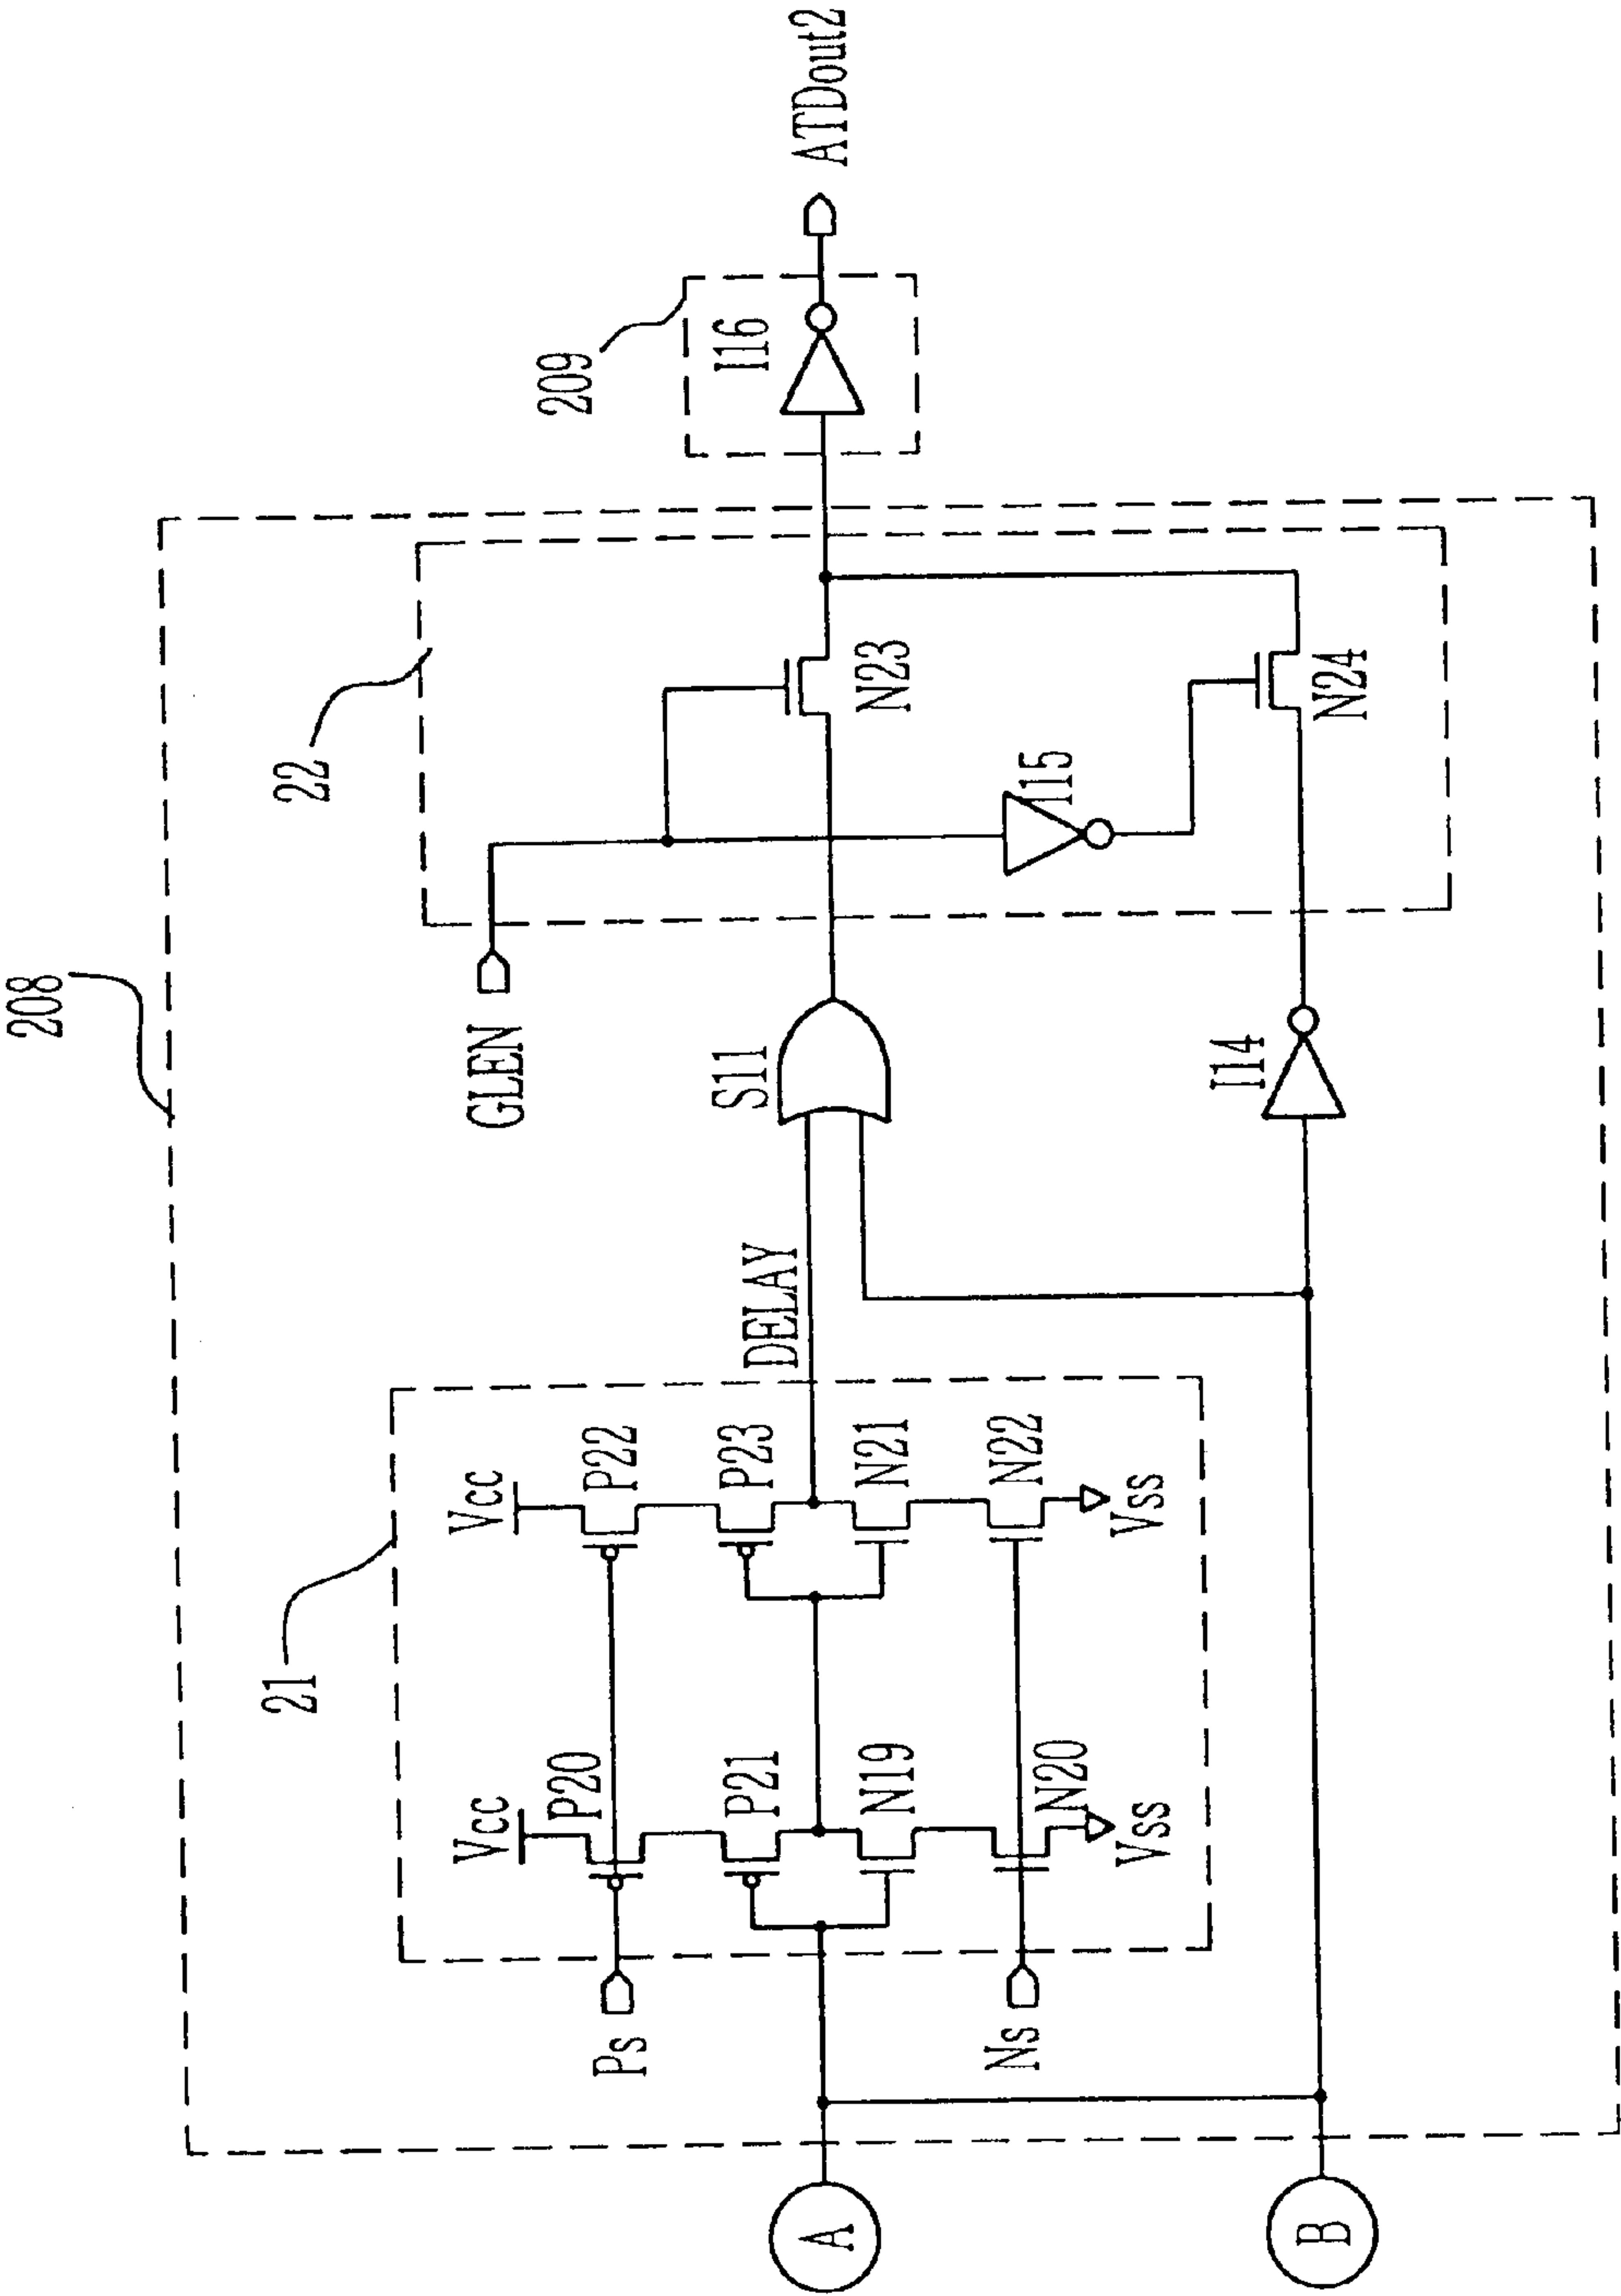 208
22
209
21
GLEN
ATDout2
I16
S11
DELAY
N23
I15
N24
I14
Vcc
Vcc
P20
P22
P21
P23
N19
N21
N20
N22
Vss
Vss
Ps
Ns
A
B